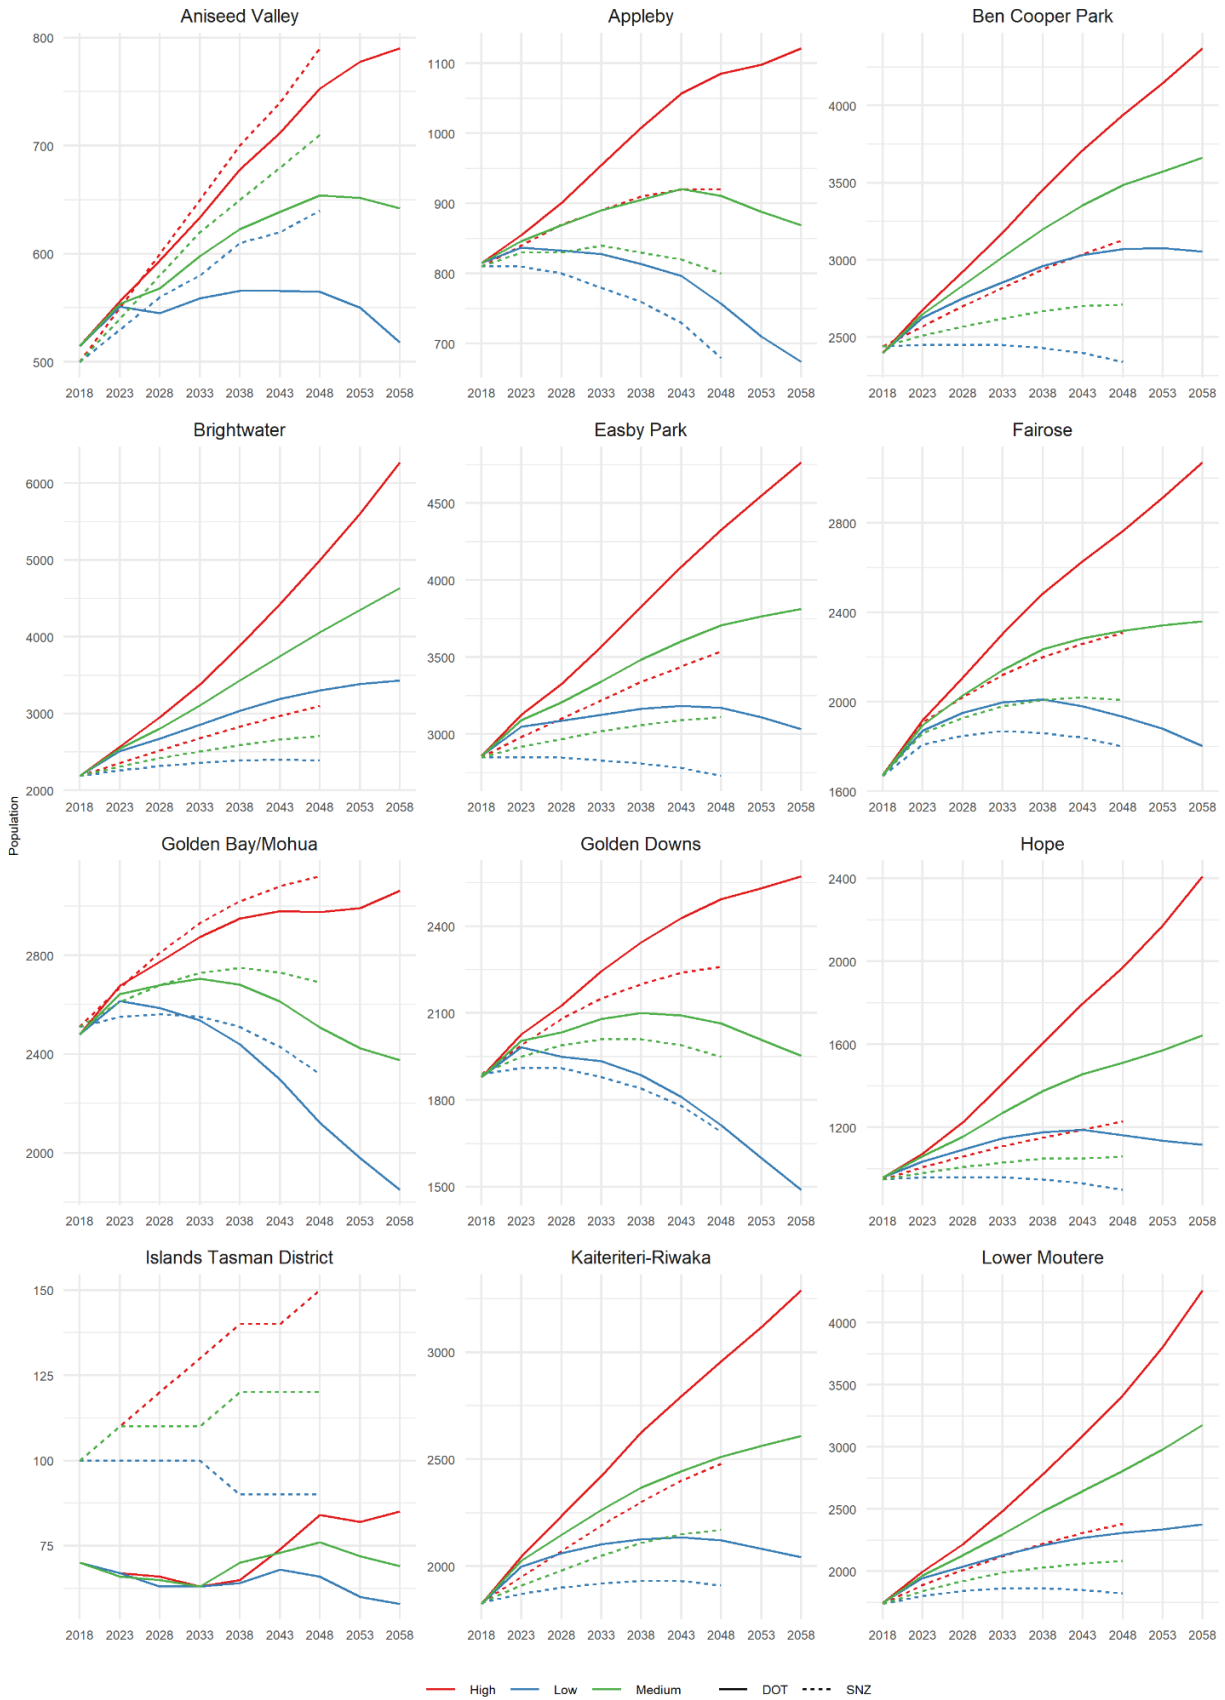 Aniseed Valley
Appleby
Ben Cooper Park
800
700
600
500
1100
1000
900
800
700
4000
3500
3000
2500
2018 2023 2028 2033 2038 2043 2048 2053 2058
2018 2023 2028 2033 2038 2043 2048 2053 2058
2018 2023 2028 2033 2038 2043 2048 2053 2058
Brightwater
Easby Park
Fairose
6000
5000
4000
3000
2000
4500
4000
3500
3000
2800
2400
2000
1600
2018 2023 2028 2033 2038 2043 2048 2053 2058
2018 2023 2028 2033 2038 2043 2048 2053 2058
2018 2023 2028 2033 2038 2043 2048 2053 2058
Population
Golden Bay/Mohua
Golden Downs
Hope
2800
2400
2000
2400
2100
1800
1500
2400
2000
1600
1200
2018 2023 2028 2033 2038 2043 2048 2053 2058
2018 2023 2028 2033 2038 2043 2048 2053 2058
2018 2023 2028 2033 2038 2043 2048 2053 2058
Islands Tasman District
Kaiteriteri-Riwaka
Lower Moutere
150
125
100
75
3000
2500
2000
4000
3500
3000
2500
2000
2018 2023 2028 2033 2038 2043 2048 2053 2058
2018 2023 2028 2033 2038 2043 2048 2053 2058
2018 2023 2028 2033 2038 2043 2048 2053 2058
High Low Medium DOT SNZ